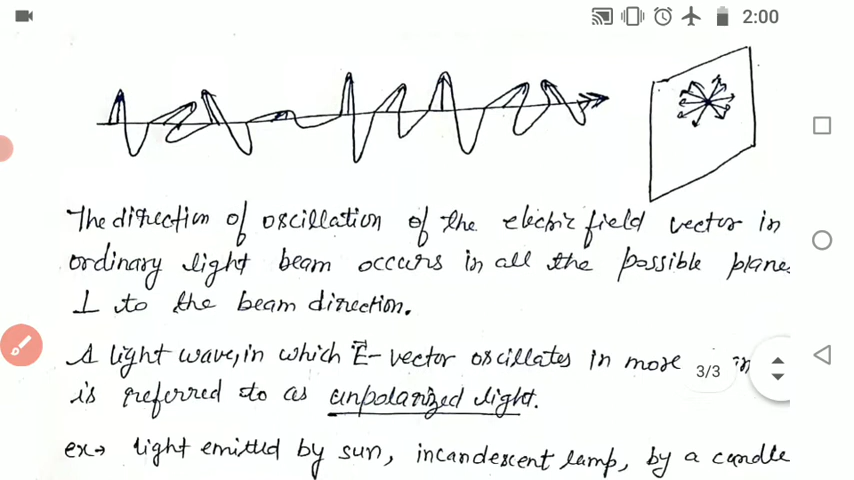 2:00
The direction of oscillation of the electric field vector in
ordinary light beam occurs in all the possible plane
⊥ to the beam direction.
A light wave, in which E⃗-vector oscillates in more
3/3
is referred to as unpolarized light.
ex→ light emitted by sun, incandescent lamp, by a candle